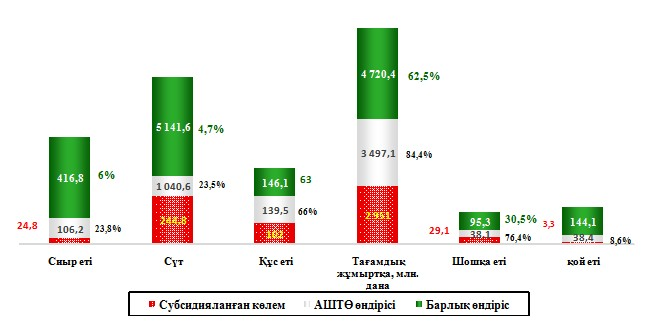 4 720,4
62,5%
5 141,6
4,7%
3 497,1
84,4%
416,8
6%
1 040,6
23,5%
146,1
63
139,5
66%
24,8
106,2
23,8%
102
2 951
29,1
95,3
30,5%
3,3
144,1
38,1
76,4%
38,4
8,6%
Сиыр еті
Сүт
Құс еті
Тағамдық
жұмыртқа, млн.
дана
Шошқа еті
қой еті
Субсидияланған көлем
АШТӨ өндірісі
Барлық өндіріс